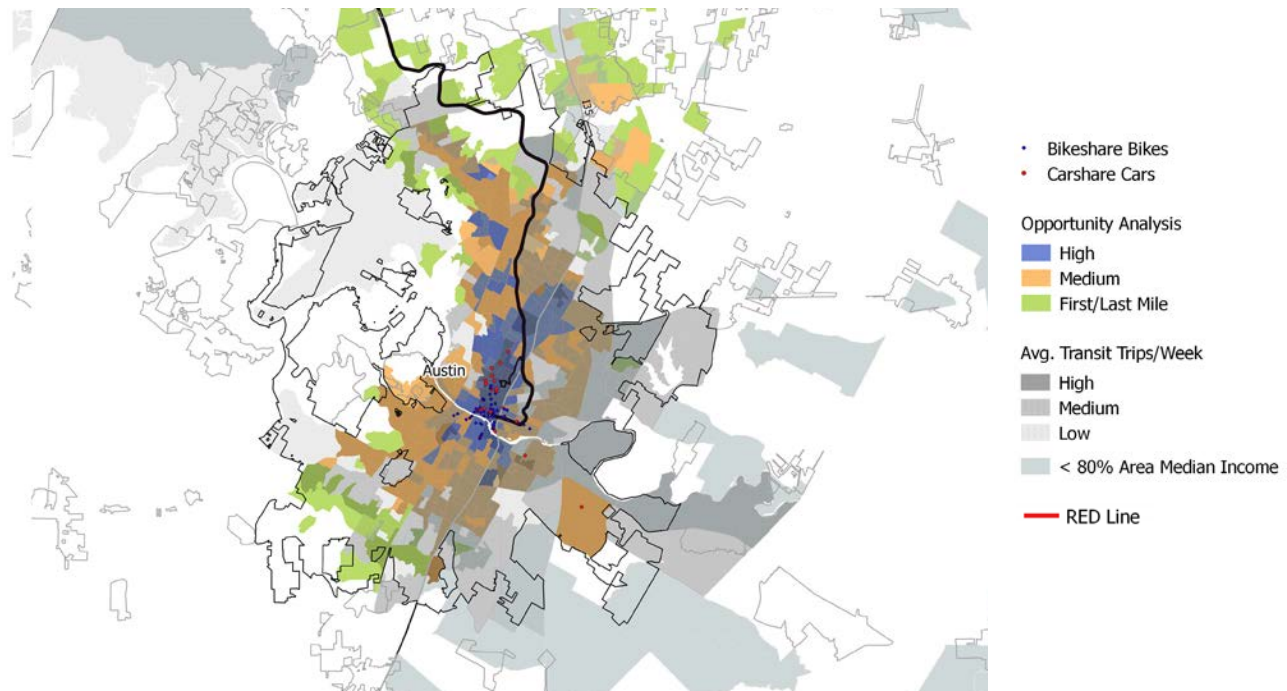 I35
Austin
Bikeshare Bikes
Carshare Cars
Opportunity Analysis
High
Medium
First/Last Mile
Avg. Transit Trips/Week
High
Medium
Low
< 80% Area Median Income
RED Line